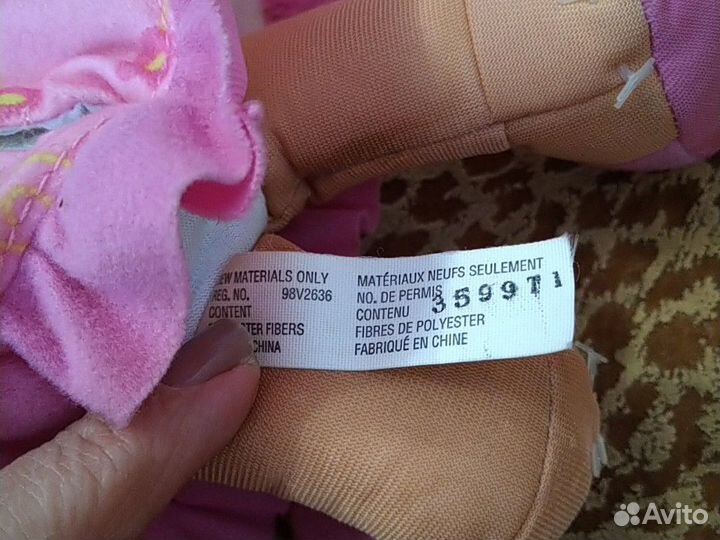 MATERIALS ONLY
REG. NO. 98V2636
CONTENT
FIBERS
CHINA
MATÉRIAUX NEUFS SEULEMENT
NO. DE PERMIS
CONTENU 3599T1
FIBRES DE POLYESTER
FABRIQUÉ EN CHINE
Avito